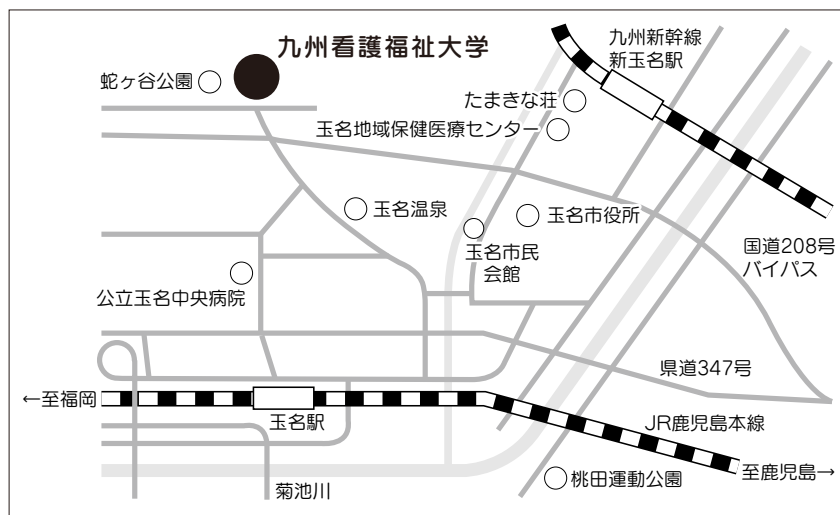 九州看護福祉大学
九州新幹線
新玉名駅
蛇ヶ谷公園
たまきな荘
玉名地域保健医療センター
玉名温泉
玉名市役所
玉名市民
会館
国道208号
バイパス
公立玉名中央病院
県道347号
←至福岡
玉名駅
JR鹿児島本線
至鹿児島→
菊池川
桃田運動公園